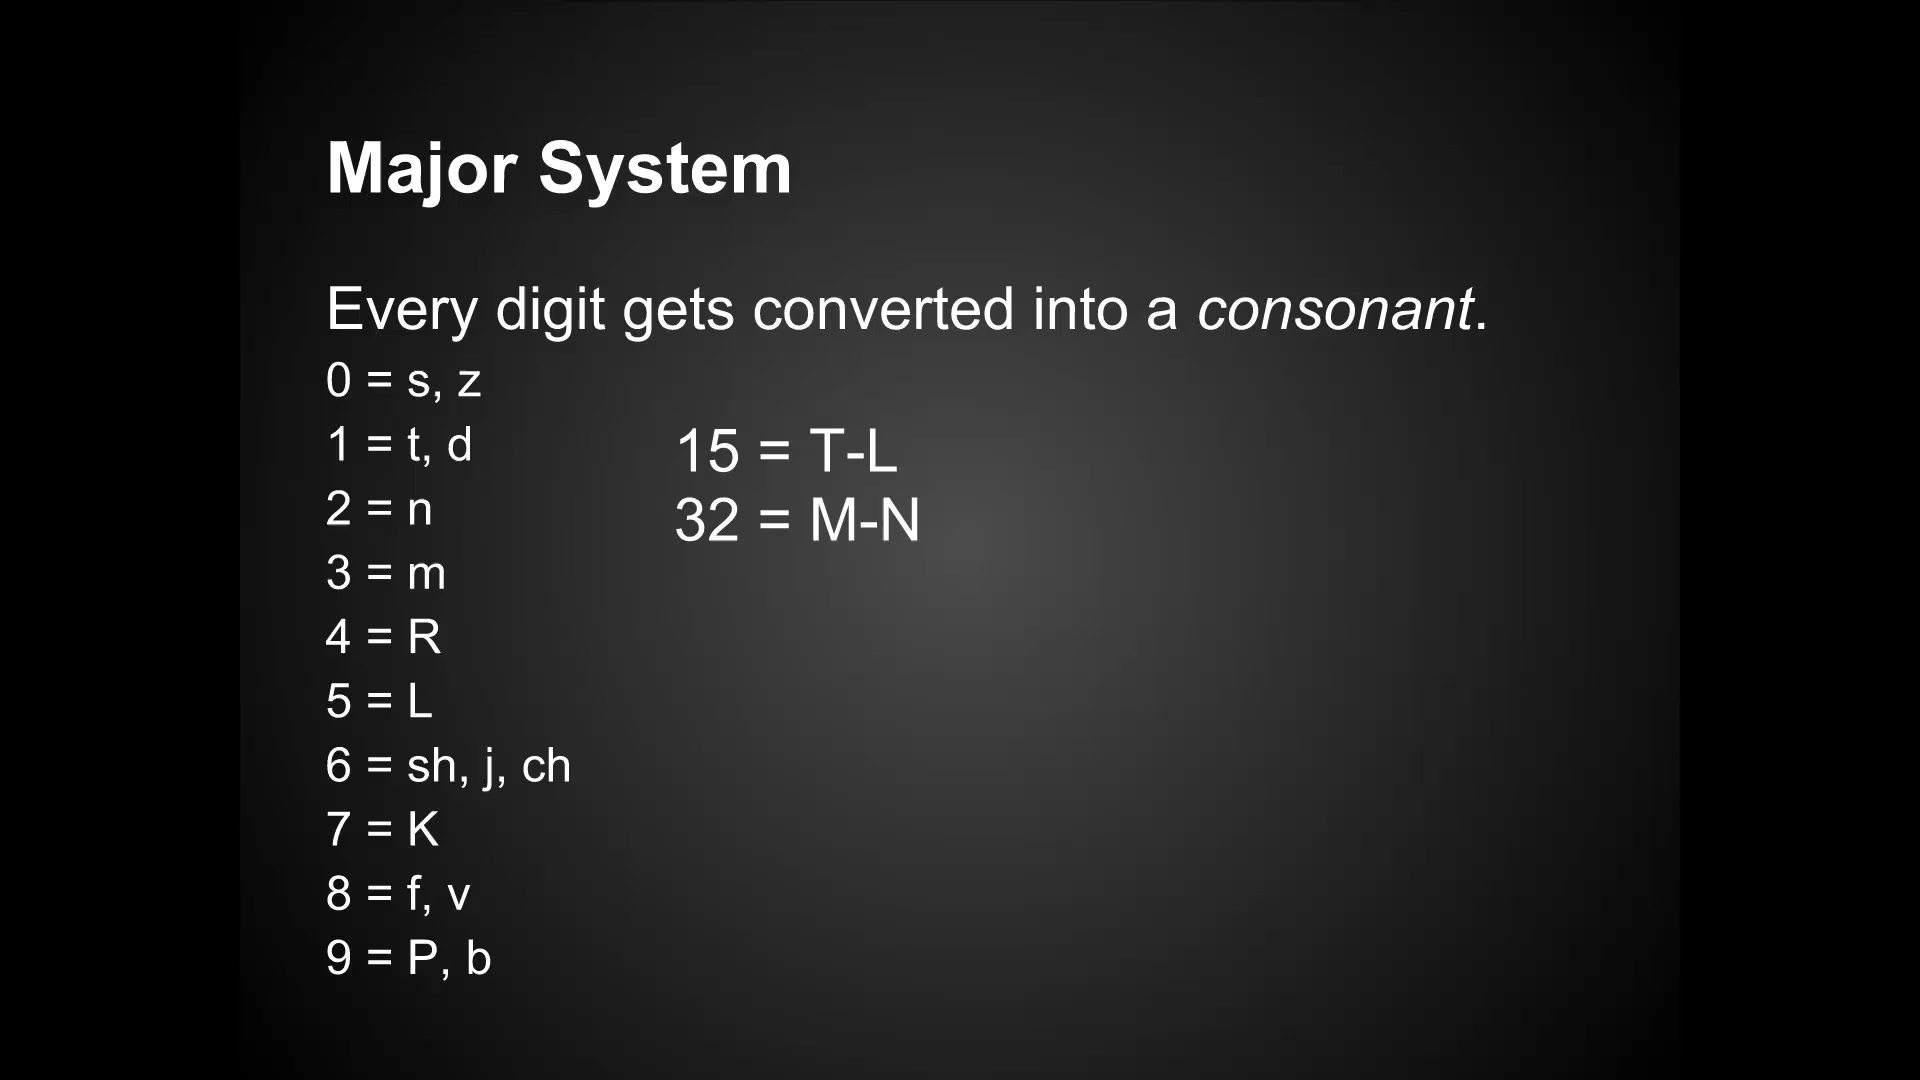 Major System
Every digit gets converted into a consonant.
0 = s, z
1 = t, d
2 = n
3 = m
4 = R
5 = L
6 = sh, j, ch
7 = K
8 = f, v
9 = P, b
15 = T-L
32 = M-N